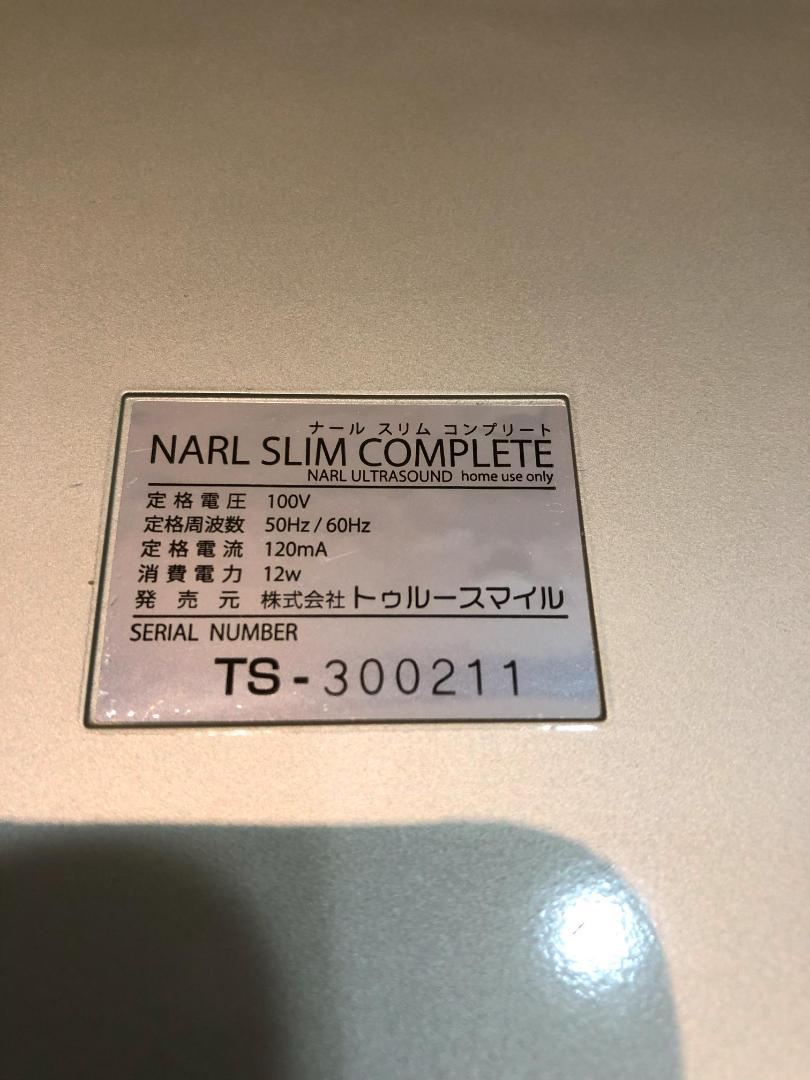 ナール スリム コンプリート
NARL SLIM COMPLETE
NARL ULTRASOUND home use only
定格電圧 100V
定格周波数 50Hz / 60Hz
定格電流 120mA
消費電力 12w
発売元 株式会社トゥルースマイル
SERIAL NUMBER
TS-300211